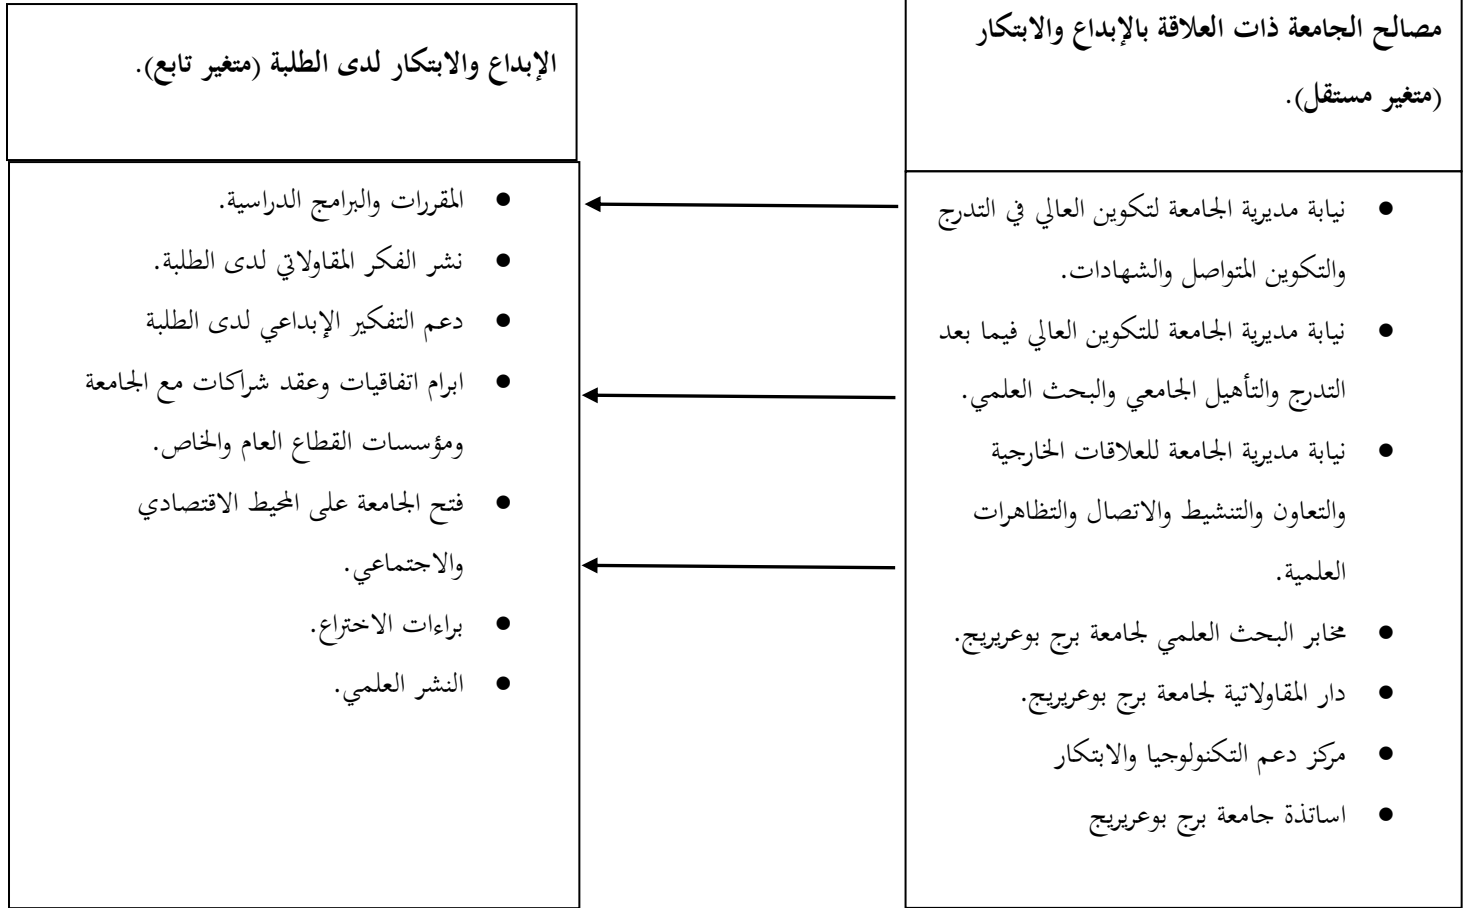 مصالح الجامعة ذات العلاقة بالإبداع والابتكار
(متغير مستقل).
• نيابة مديرية الجامعة لتكوين العالي في التدرج
والتكوين المتواصل والشهادات.
• نيابة مديرية الجامعة للتكوين العالي فيما بعد
التدرج والتأهيل الجامعي والبحث العلمي.
• نيابة مديرية الجامعة للعلاقات الخارجية
والتعاون والتنشيط والاتصال والتظاهرات
العلمية.
• مخابر البحث العلمي لجامعة برج بوعريريج.
• دار المقاولاتية لجامعة برج بوعريريج.
• مركز دعم التكنولوجيا والابتكار
• اساتذة جامعة برج بوعريريج
الإبداع والابتكار لدى الطلبة (متغير تابع).
• المقررات والبرامج الدراسية.
• نشر الفكر المقاولاتي لدى الطلبة.
• دعم التفكير الإبداعي لدى الطلبة
• ابرام اتفاقيات وعقد شراكات مع الجامعة
ومؤسسات القطاع العام والخاص.
• فتح الجامعة على المحيط الاقتصادي
والاجتماعي.
• براءات الاختراع.
• النشر العلمي.